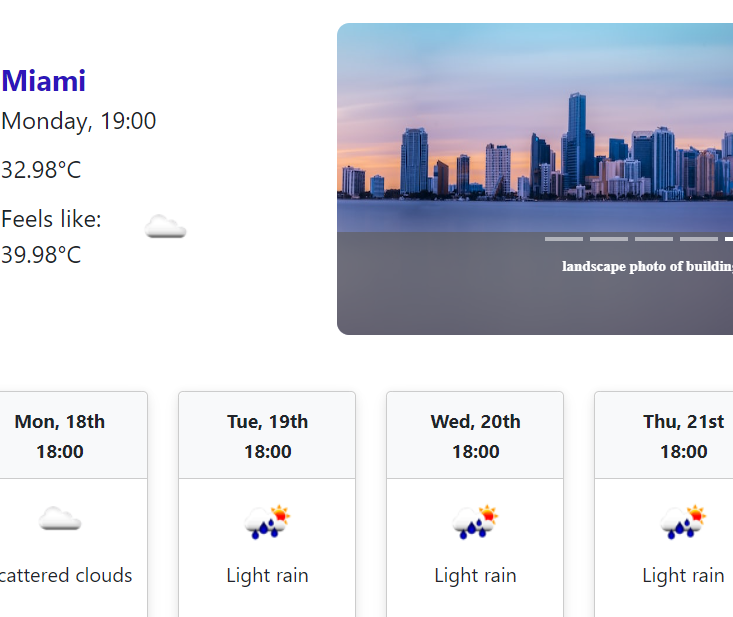 Miami
Monday, 19:00
32.98°C
Feels like:
39.98°C
landscape photo of building
Mon, 18th
18:00
Tue, 19th
18:00
Wed, 20th
18:00
Thu, 21st
18:00
cattered clouds
Light rain
Light rain
Light rain